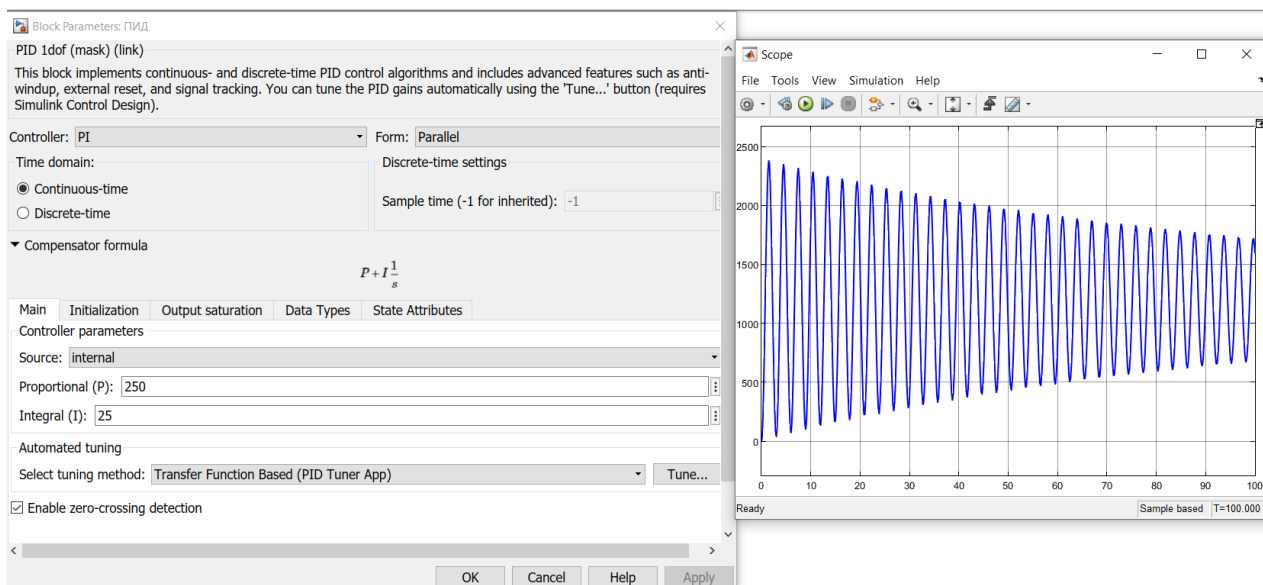 Block Parameters: ПИД
PID 1dof (mask) (link)
This block implements continuous- and discrete-time PID control algorithms and includes advanced features such as anti-
windup, external reset, and signal tracking. You can tune the PID gains automatically using the 'Tune...' button (requires
Simulink Control Design).
Controller: PI
Form: Parallel
Time domain:
Continuous-time
Discrete-time
Discrete-time settings
Sample time (-1 for inherited): -1
Compensator formula
P+I 1/s
Main Initialization Output saturation Data Types State Attributes
Controller parameters
Source: internal
Proportional (P): 250
Integral (I): 25
Automated tuning
Select tuning method: Transfer Function Based (PID Tuner App) Tune...
Enable zero-crossing detection
OK Cancel Help Apply
Scope
File Tools View Simulation Help
2500
2000
1500
1000
500
0
0 10 20 30 40 50 60 70 80 90 100
Ready Sample based T=100.000